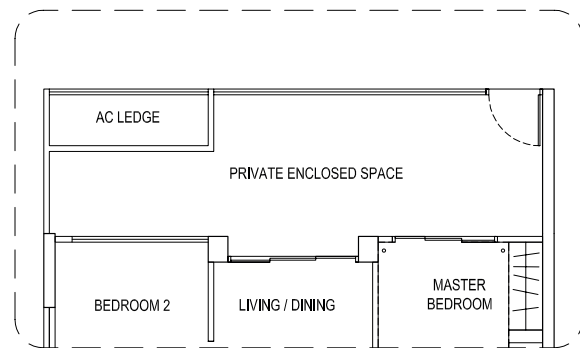 AC LEDGE
PRIVATE ENCLOSED SPACE
BEDROOM 2
LIVING / DINING
MASTER
BEDROOM